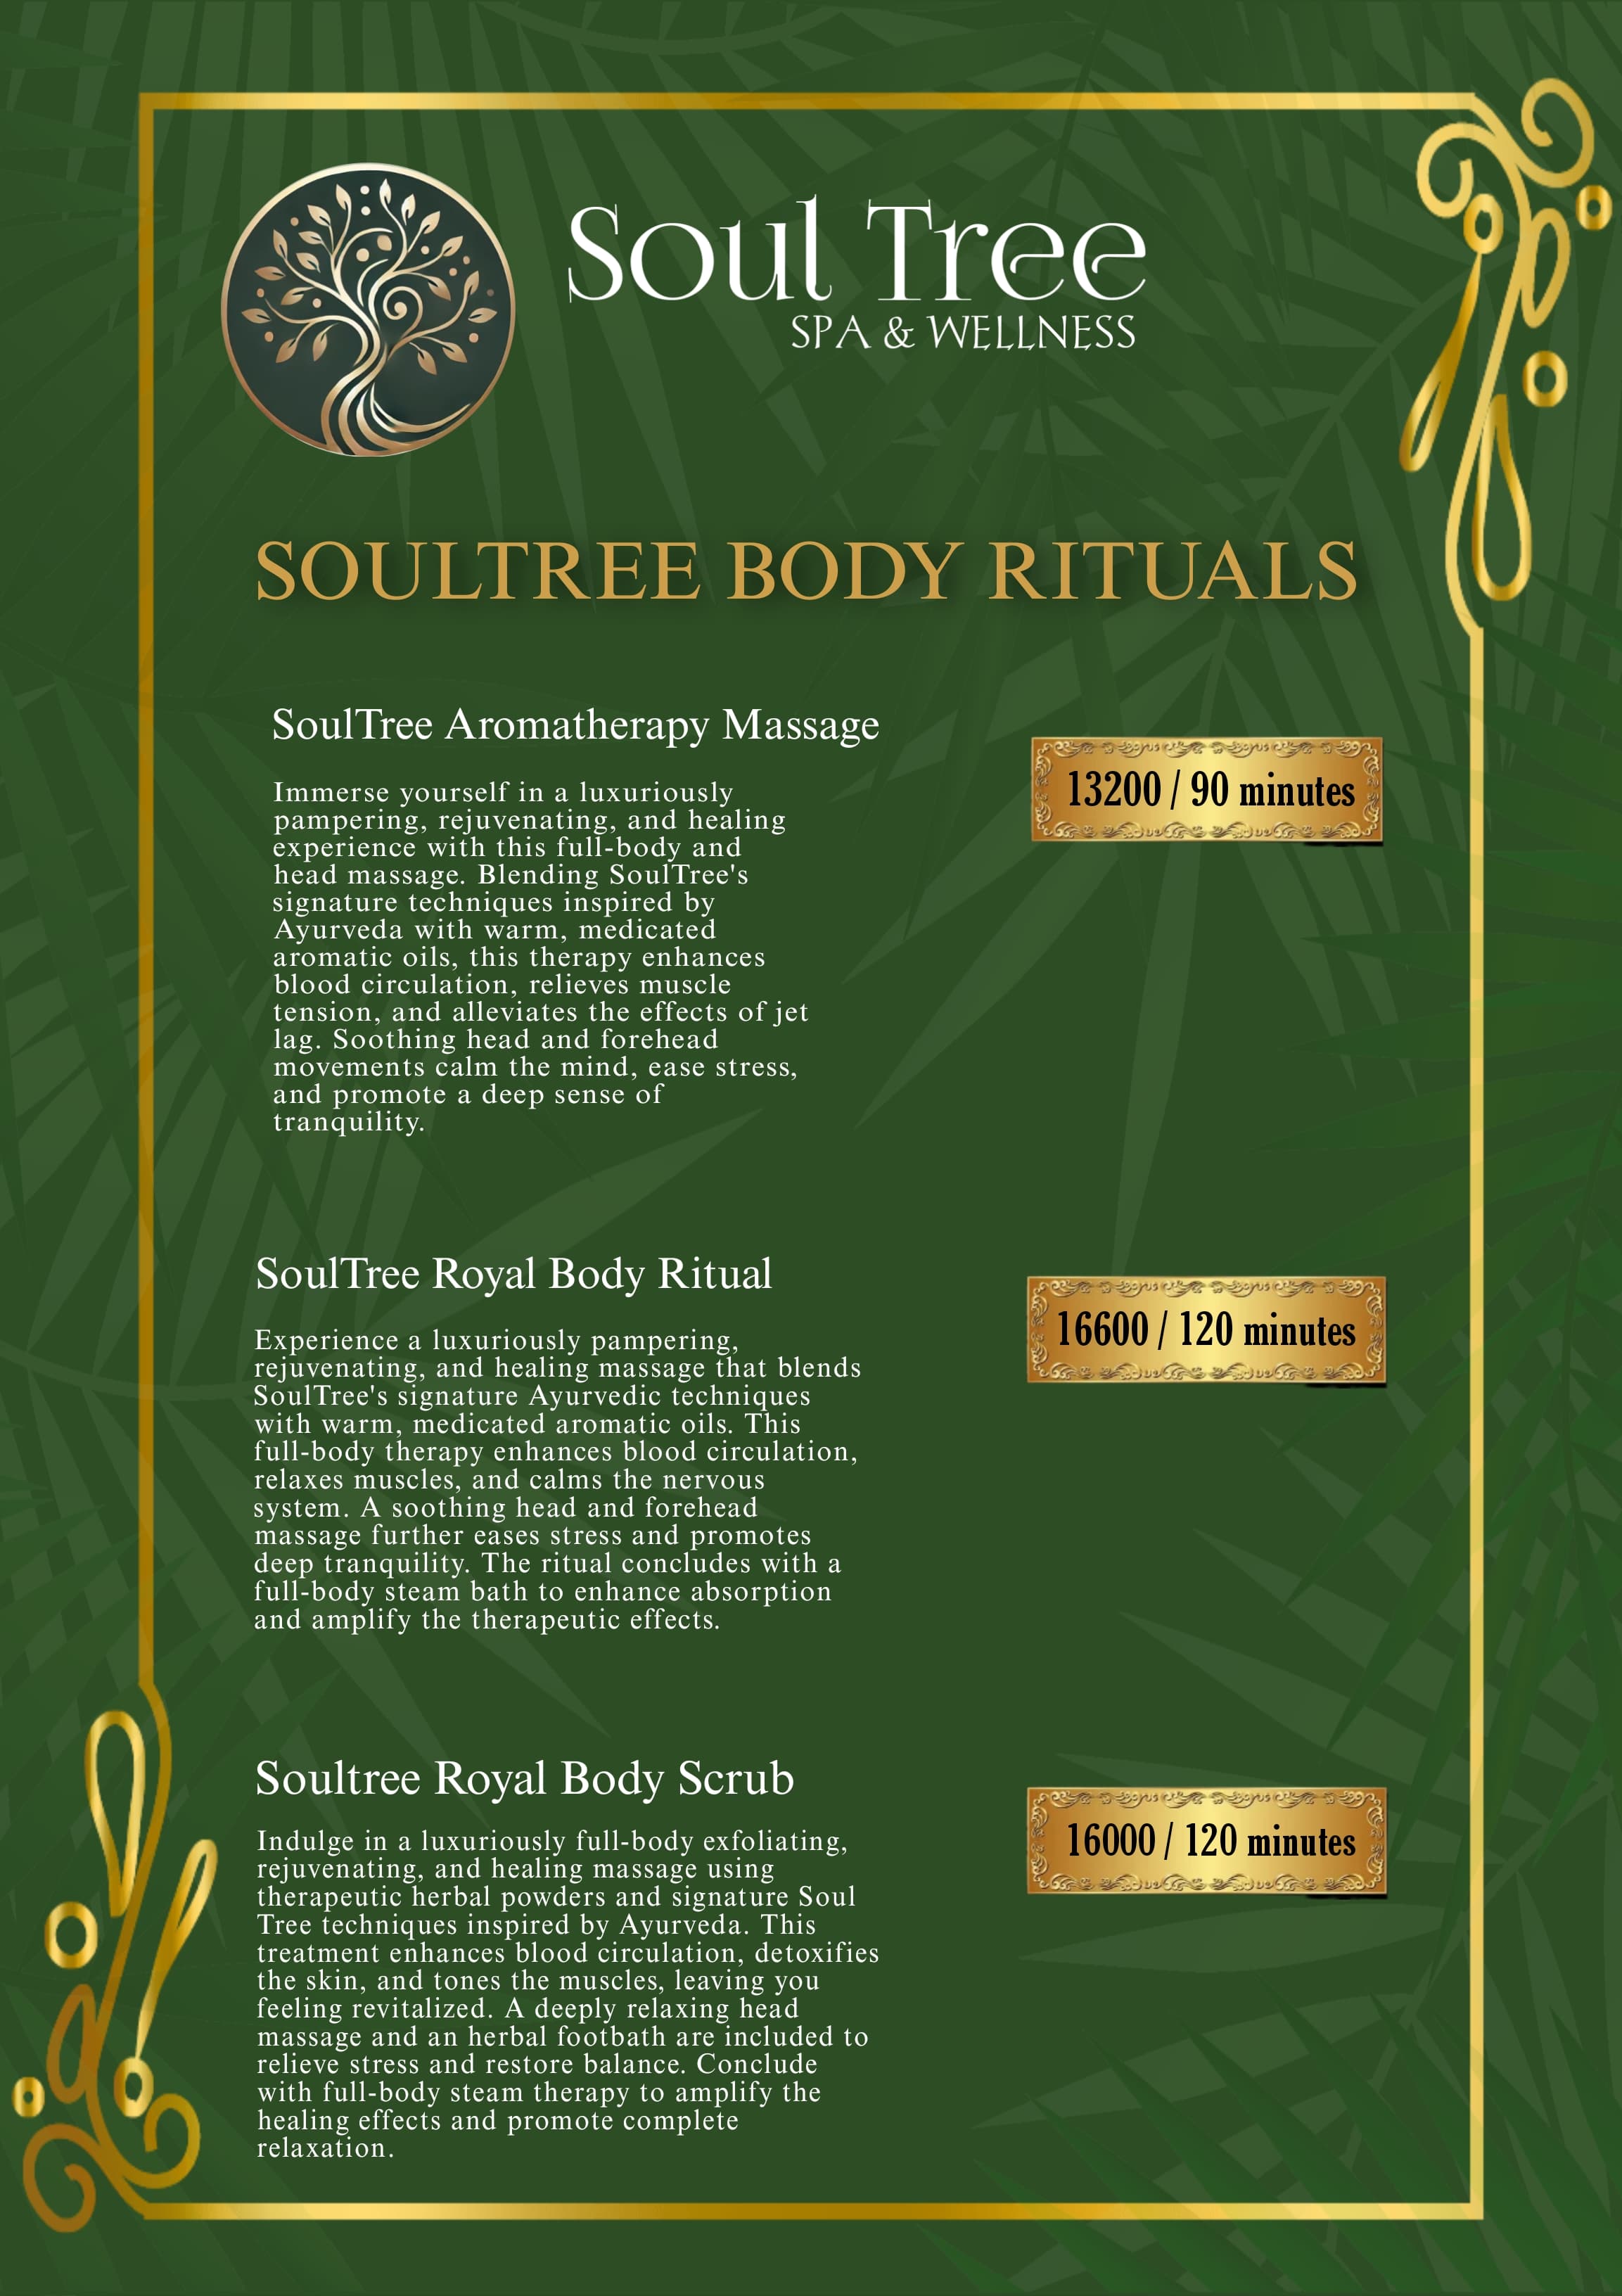 Soul Tree
SPA & WELLNESS
SOULTREE BODY RITUALS
SoulTree Aromatherapy Massage
13200 / 90 minutes
Immerse yourself in a luxuriously
pampering, rejuvenating, and healing
experience with this full-body and
head massage. Blending SoulTree's
signature techniques inspired by
Ayurveda with warm, medicated
aromatic oils, this therapy enhances
blood circulation, relieves muscle
tension, and alleviates the effects of jet
lag. Soothing head and forehead
movements calm the mind, ease stress,
and promote a deep sense of
tranquility.
SoulTree Royal Body Ritual
16600 / 120 minutes
Experience a luxuriously pampering,
rejuvenating, and healing massage that blends
SoulTree's signature Ayurvedic techniques
with warm, medicated aromatic oils. This
full-body therapy enhances blood circulation,
relaxes muscles, and calms the nervous
system. A soothing head and forehead
massage further eases stress and promotes
deep tranquility. The ritual concludes with a
full-body steam bath to enhance absorption
and amplify the therapeutic effects.
Soultree Royal Body Scrub
16000 / 120 minutes
Indulge in a luxuriously full-body exfoliating,
rejuvenating, and healing massage using
therapeutic herbal powders and signature Soul
Tree techniques inspired by Ayurveda. This
treatment enhances blood circulation, detoxifies
the skin, and tones the muscles, leaving you
feeling revitalized. A deeply relaxing head
massage and an herbal footbath are included to
relieve stress and restore balance. Conclude
with full-body steam therapy to amplify the
healing effects and promote complete
relaxation.